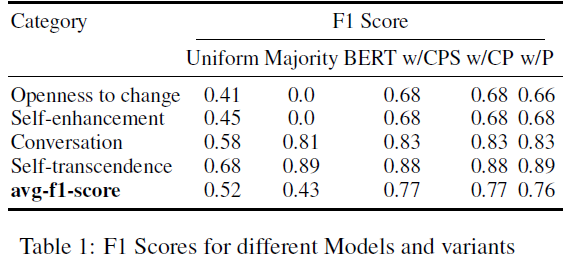 Category F1 Score
Uniform Majority BERT w/CPS w/CP w/P
Openness to change 0.41 0.0 0.68 0.68 0.66
Self-enhancement 0.45 0.0 0.68 0.68 0.68
Conversation 0.58 0.81 0.83 0.83 0.83
Self-transcendence 0.68 0.89 0.88 0.88 0.89
avg-f1-score 0.52 0.43 0.77 0.77 0.76
Table 1: F1 Scores for different Models and variants